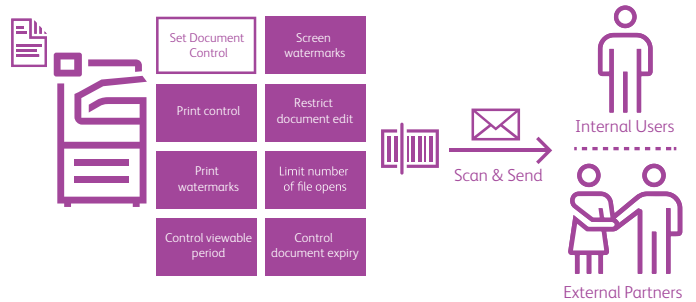 Set Document
Control
Screen
watermarks
Print control
Restrict
document edit
Print
watermarks
Limit number
of file opens
Control viewable
period
Control
document expiry
Scan & Send
Internal Users
External Partners